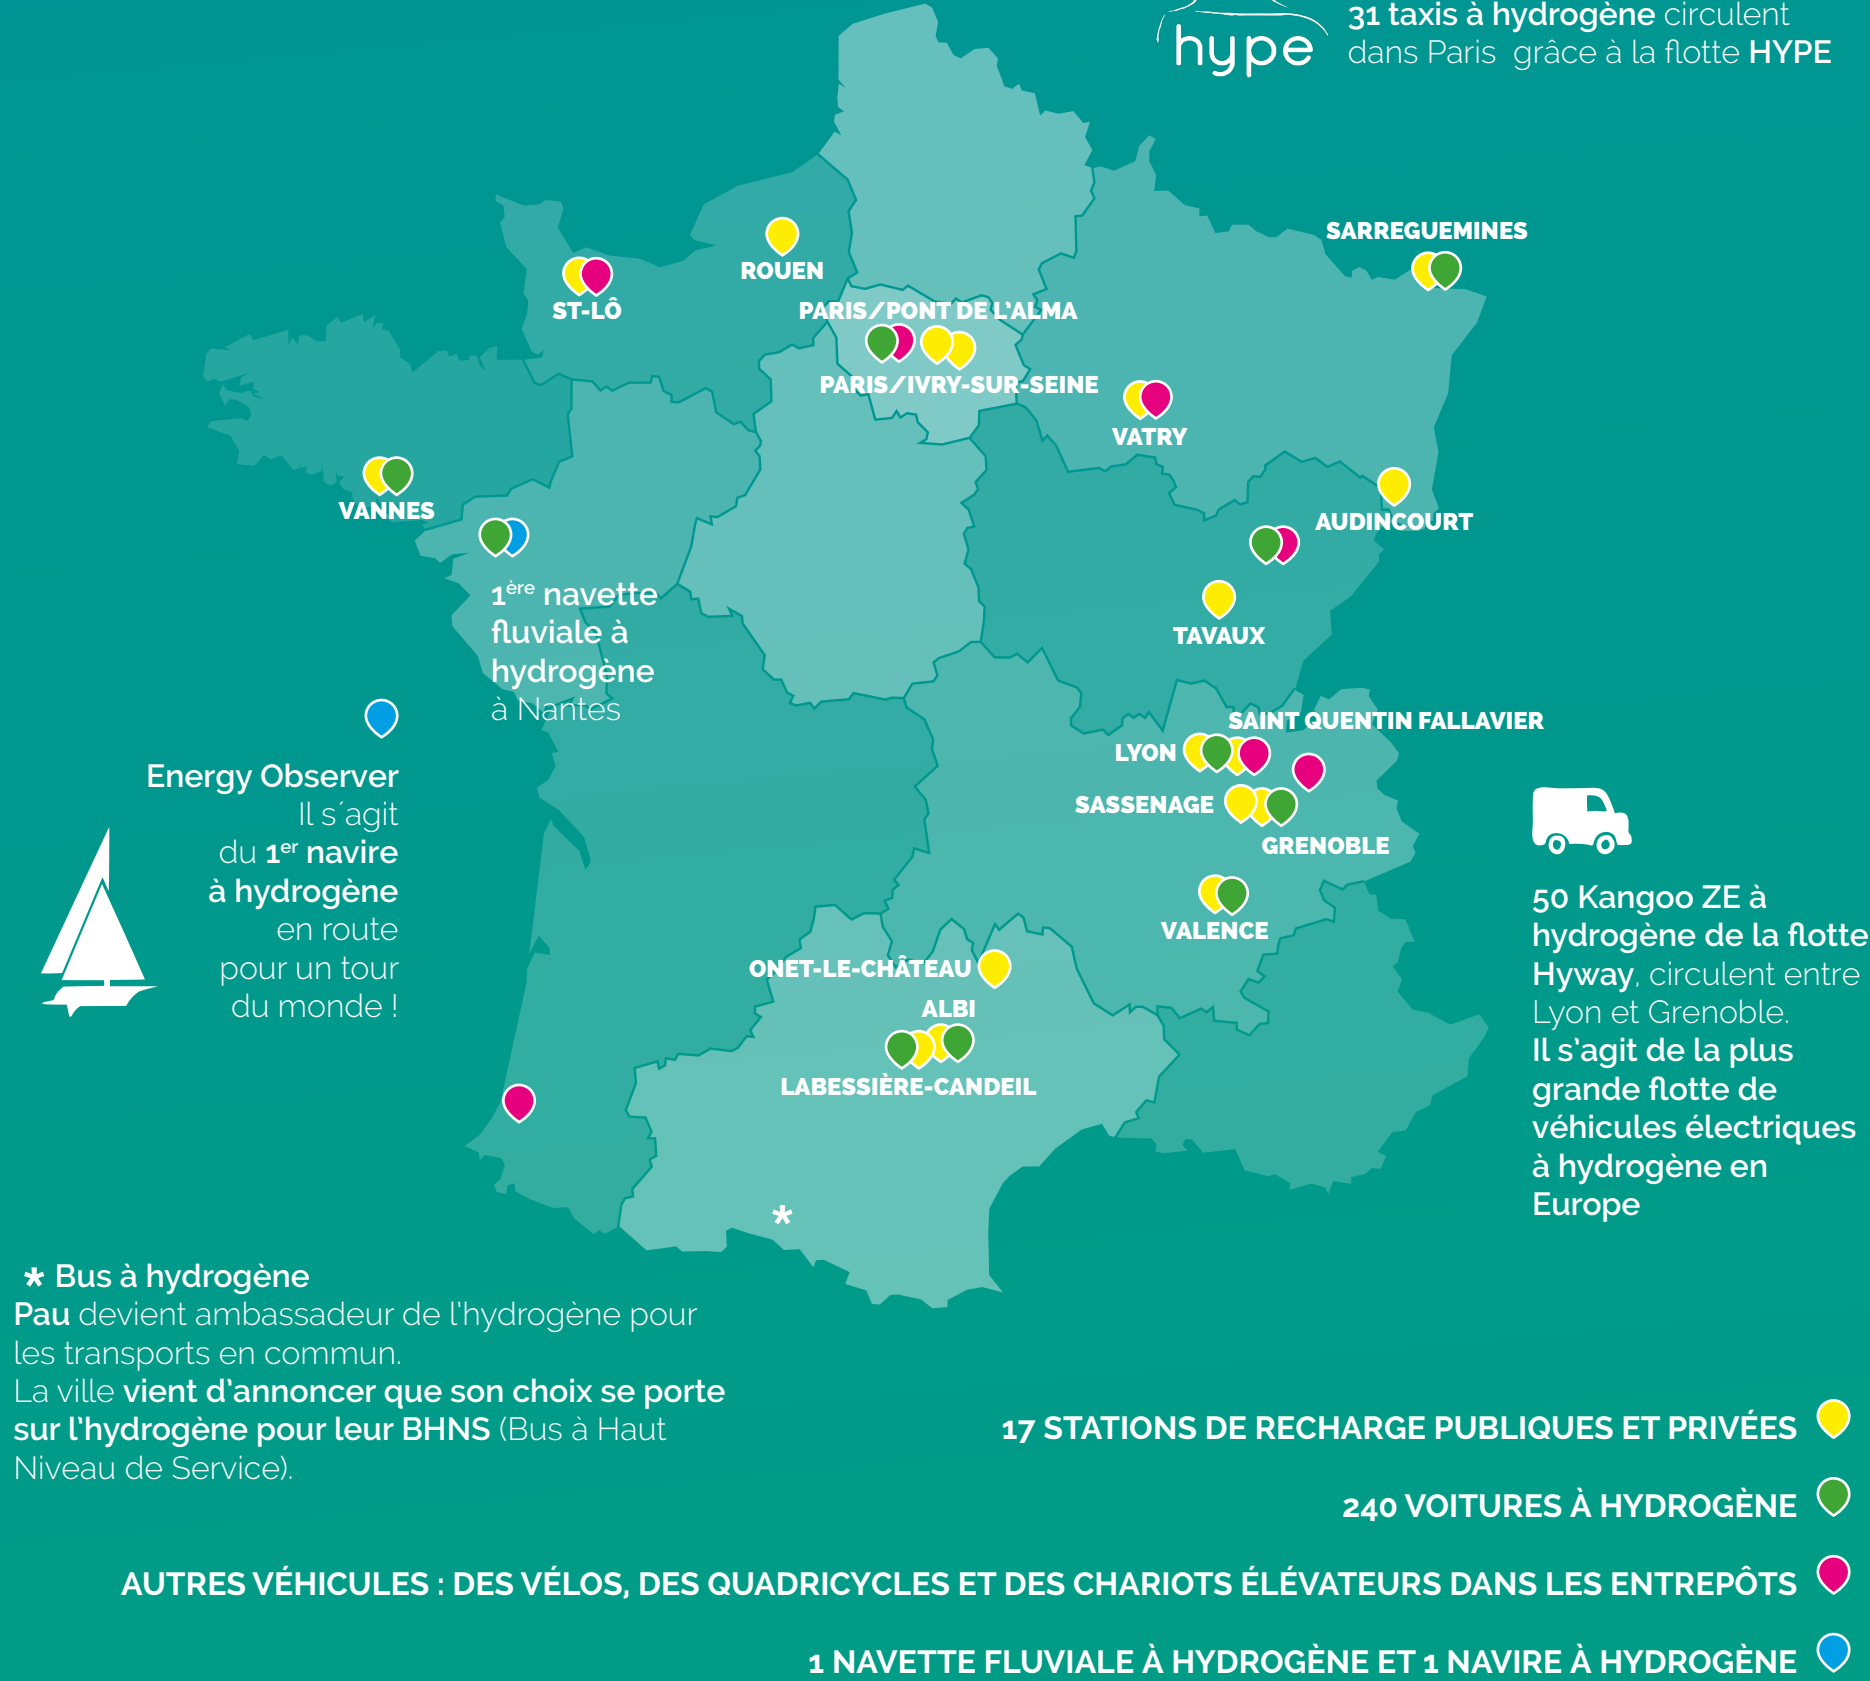 hype
31 taxis à hydrogène circulent
dans Paris grâce à la flotte HYPE
SARREGUEMINES
ROUEN
ST-LÔ
PARIS/PONT DE L'ALMA
PARIS/IVRY-SUR-SEINE
VATRY
VANNES
AUDINCOURT
1ère navette
fluviale à
hydrogène
à Nantes
TAVAUX
SAINT QUENTIN FALLAVIER
LYON
SASSENAGE
GRENOBLE
VALENCE
Energy Observer
Il s´agit
du 1er navire
à hydrogène
en route
pour un tour
du monde !
50 Kangoo ZE à
hydrogène de la flotte
Hyway, circulent entre
Lyon et Grenoble.
Il s'agit de la plus
grande flotte de
véhicules électriques
à hydrogène en
Europe
ONET-LE-CHÂTEAU
ALBI
LABESSIÈRE-CANDEIL
*
* Bus à hydrogène
Pau devient ambassadeur de l'hydrogène pour
les transports en commun.
La ville vient d'annoncer que son choix se porte
sur l'hydrogène pour leur BHNS (Bus à Haut
Niveau de Service).
17 STATIONS DE RECHARGE PUBLIQUES ET PRIVÉES
240 VOITURES À HYDROGÈNE
AUTRES VÉHICULES : DES VÉLOS, DES QUADRICYCLES ET DES CHARIOTS ÉLÉVATEURS DANS LES ENTREPÔTS
1 NAVETTE FLUVIALE À HYDROGÈNE ET 1 NAVIRE À HYDROGÈNE